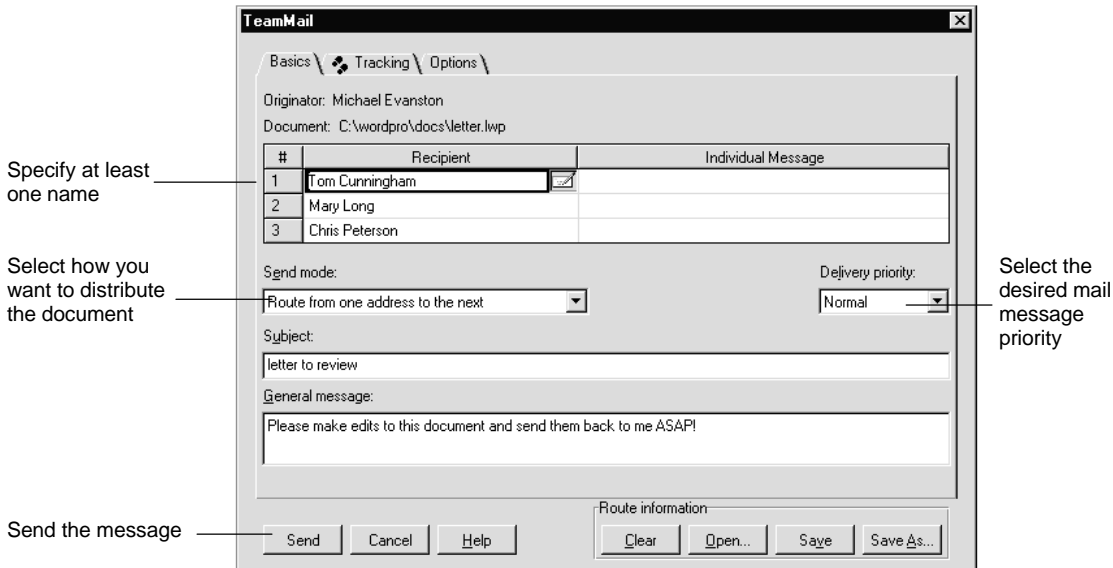 TeamMail
Basics
Tracking
Options
Originator: Michael Evanston
Document: C:\wordpro\docs\letter.lwp
# Recipient Individual Message
1 Tom Cunningham
2 Mary Long
3 Chris Peterson
Specify at least
one name
Send mode:
Delivery priority:
Route from one address to the next
Normal
Select how you
want to distribute
the document
Select the
desired mail
message
priority
Subject:
letter to review
General message:
Please make edits to this document and send them back to me ASAP!
Send the message
Route information
Send
Cancel
Help
Clear
Open...
Save
Save As...